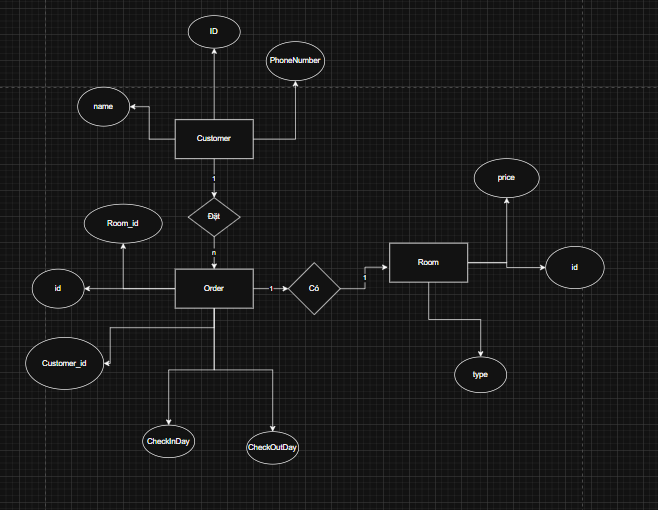 ID
PhoneNumber
name
Customer
1
price
Đặt
Room_id
n
Room
id
id
Order
1
Có
1
Customer_id
type
CheckInDay
CheckOutDay